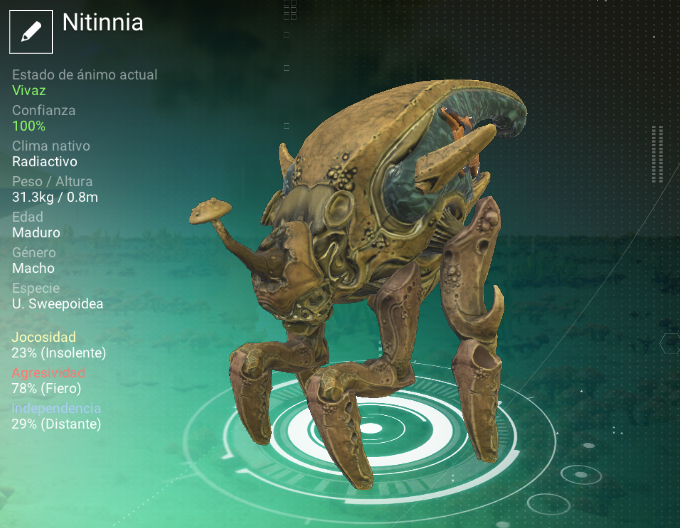 Nitinnia
Estado de ánimo actual
Vivaz
Confianza
100%
Clima nativo
Radiactivo
Peso / Altura
31.3kg / 0.8m
Edad
Maduro
Género
Macho
Especie
U. Sweepoidea
Jocosidad
23% (Insolente)
Agresividad
78% (Fiero)
Independencia
29% (Distante)